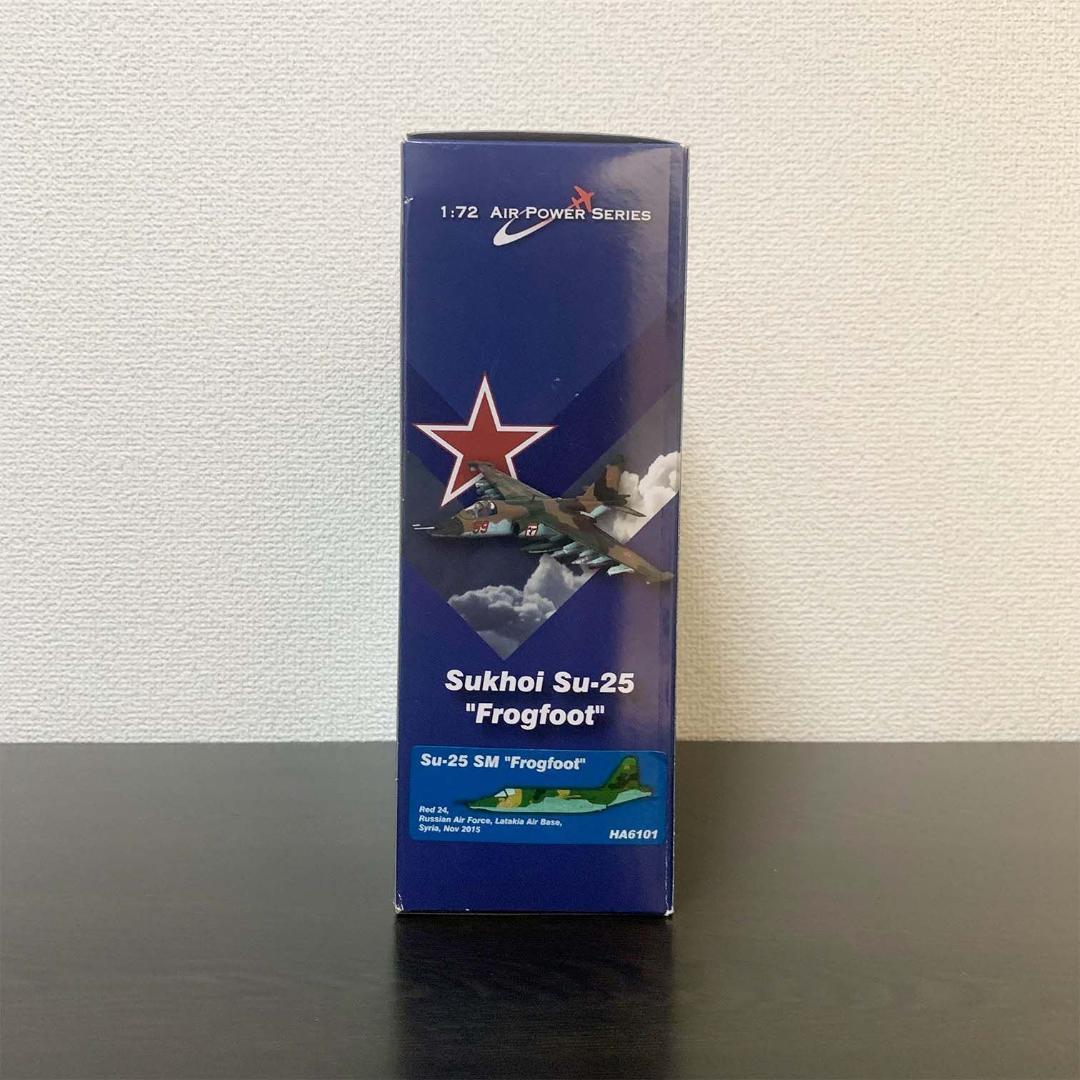 1:72 AIR POWER SERIES
59
Sukhoi Su-25
"Frogfoot"
Su-25 SM "Frogfoot"
Red 24,
Russian Air Force, Latakia Air Base,
Syria, Nov 2015
HA6101